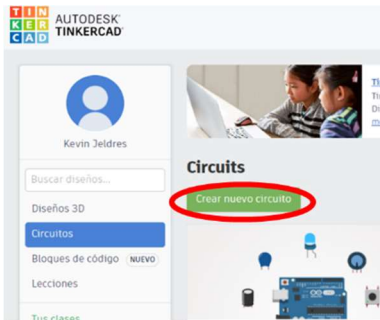 TIN
KER
CAD
AUTODESK®
TINKERCAD®
Kevin Jeldres
Buscar diseños...
Diseños 3D
Circuitos
Bloques de código NUEVO
Lecciones
Tus clases
Circuits
Crear nuevo circuito